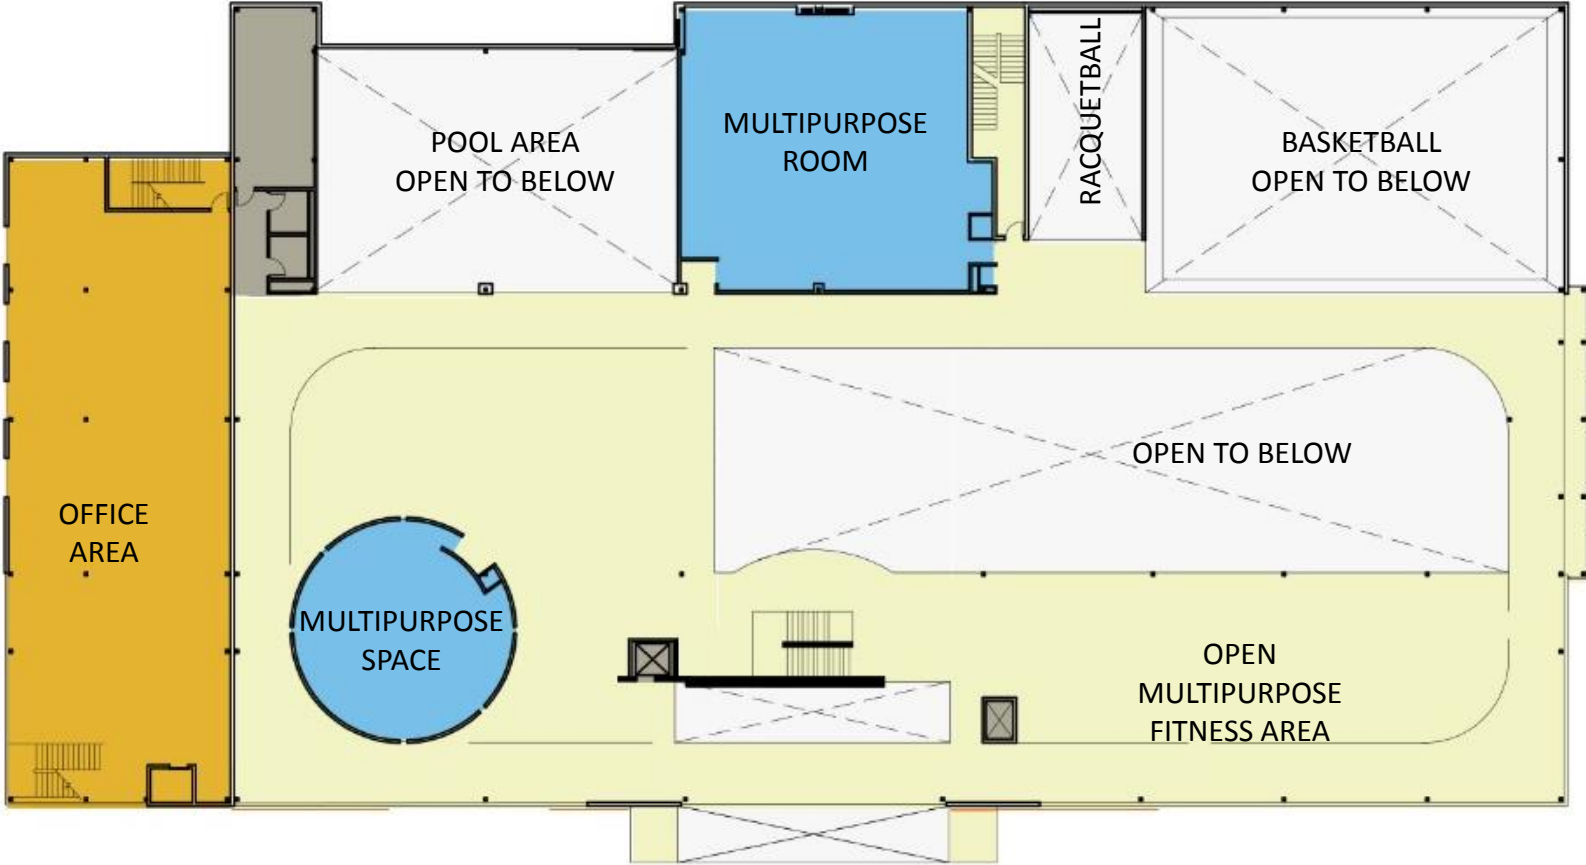 POOL AREA
OPEN TO BELOW
MULTIPURPOSE
ROOM
RACQUETBALL
BASKETBALL
OPEN TO BELOW
OPEN TO BELOW
OFFICE
AREA
MULTIPURPOSE
SPACE
OPEN
MULTIPURPOSE
FITNESS AREA